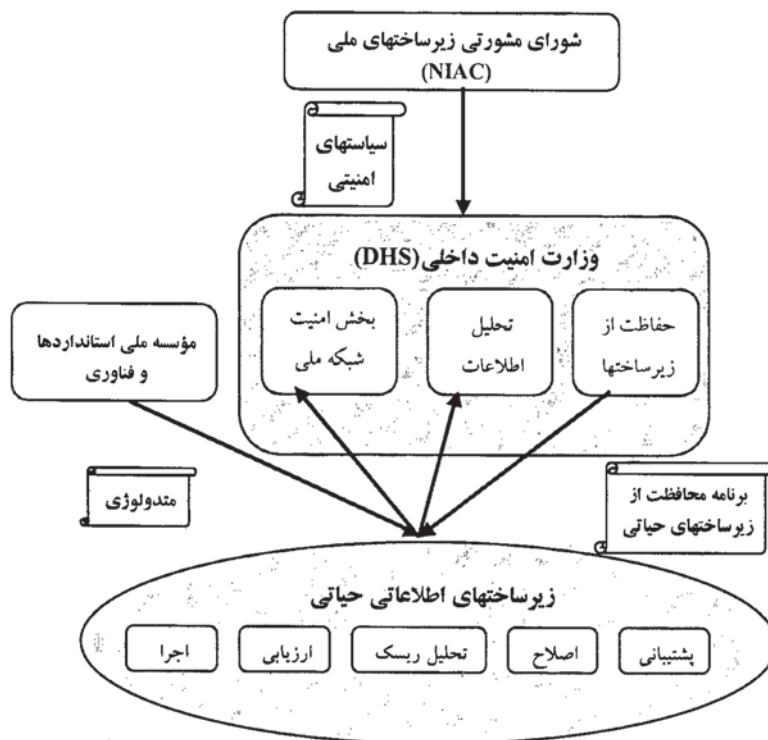 شورای مشورتی زیرساختهای ملی
(NIAC)
سیاستهای
امنیتی
وزارت امنیت داخلی(DHS)
حفاظت از
زیرساختها
تحلیل
اطلاعات
بخش امنیت
شبکه ملی
مؤسسه ملی استانداردها
و فناوری
برنامه محافظت از
زیرساختهای حیاتی
متدولوژی
زیرساختهای اطلاعاتی حیاتی
پشتیبانی
اصلاح
تحلیل ریسک
ارزیابی
اجرا